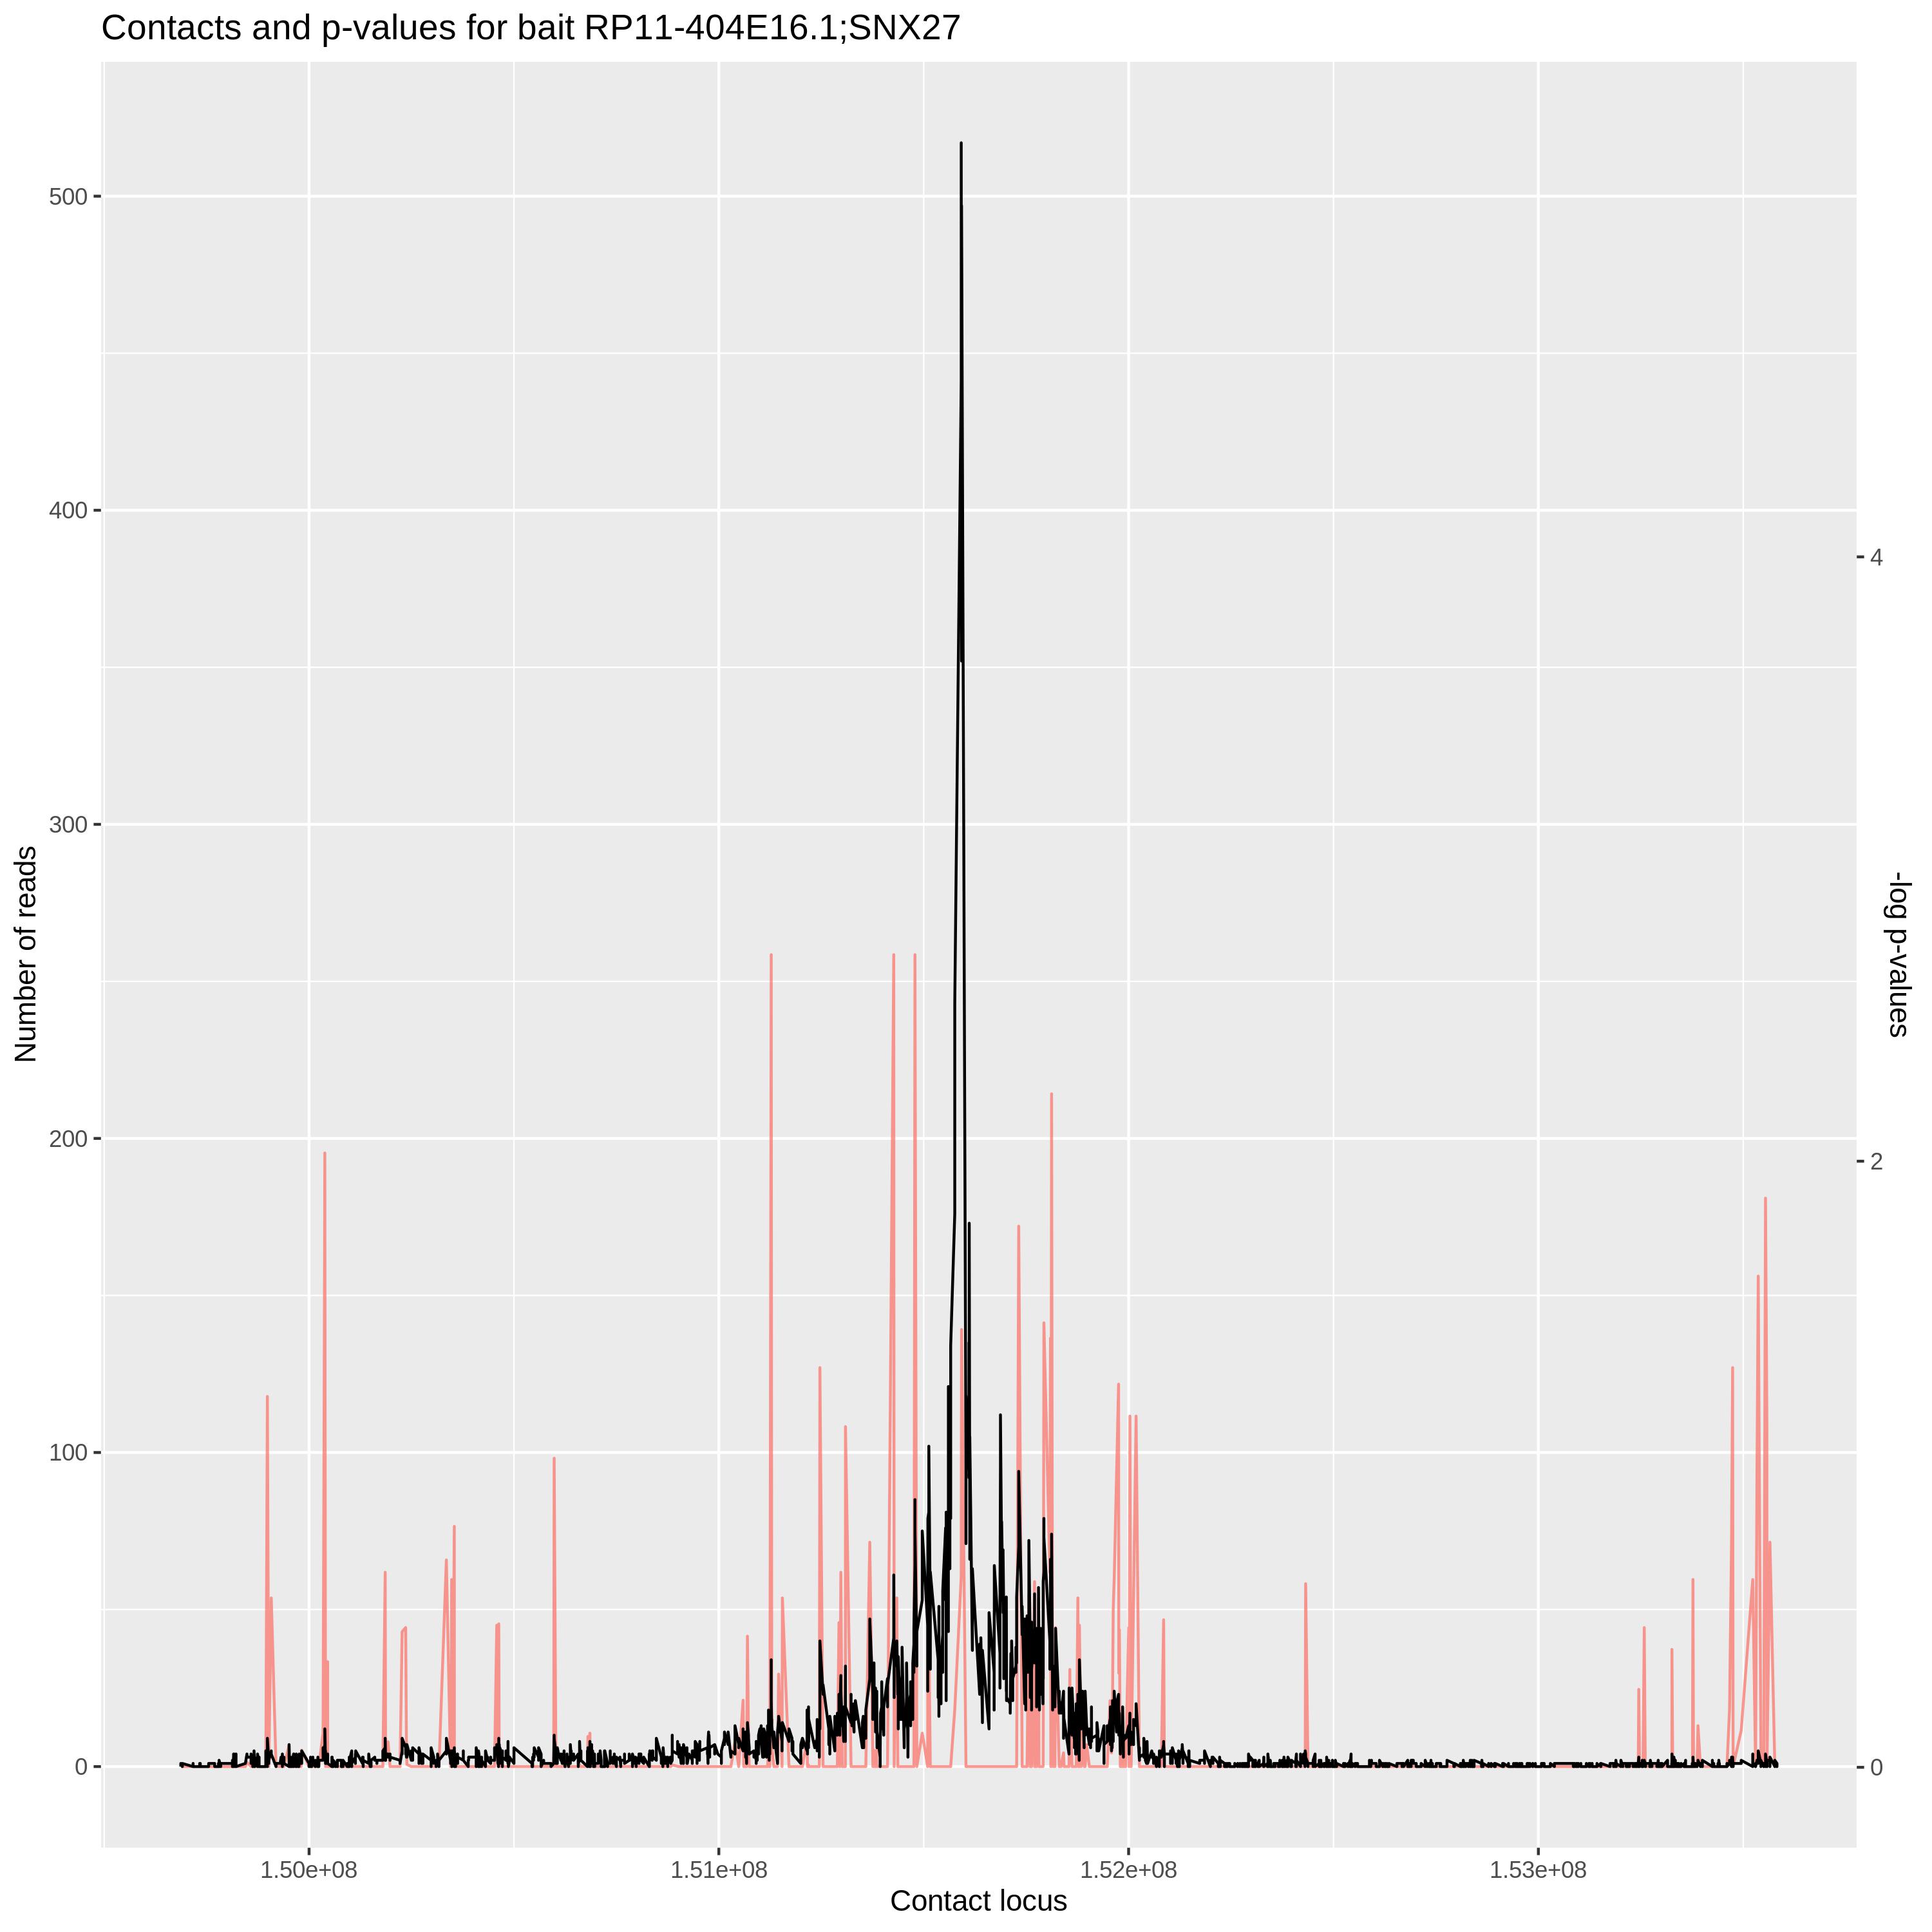 Contacts and p-values for bait RP11-404E16.1;SNX27
500
400
300
200
100
0
Number of reads
4
2
0
-log p-values
1.50e+08
1.51e+08
1.52e+08
1.53e+08
Contact locus